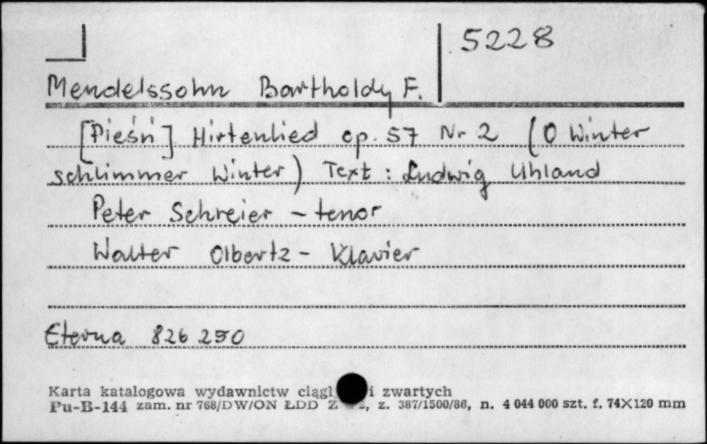 5228
Mendelssohn Bartholdy F.
[Pieśń] Hirtenlied op. 57 Nr 2 (O Winter
schlimmer Winter) Text: Ludwig Uhland
Peter Schreier - tenor
Walter Olbertz - Klavier
Eterna 826 250
Karta katalogowa wydawnictw ciągł i zwartych
Pu-B-144 zam. nr 768/DW/ON ŁDD Z z. 387/1500/86, n. 4 044 000 szt. f. 74X120 mm